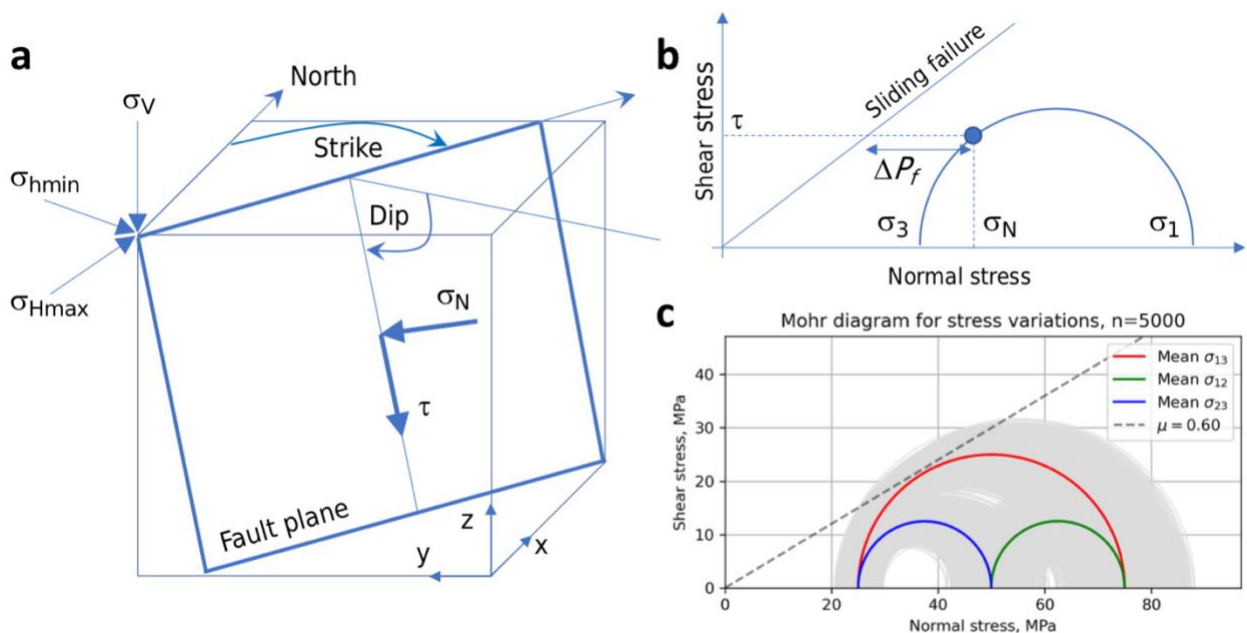 a
North
σV
Strike
σhmin
Dip
σHmax
σN
τ
Fault plane
z
y
x
b
Shear stress
Sliding failure
τ
ΔPf
σ3
σN
σ1
Normal stress
c
Mohr diagram for stress variations, n=5000
Shear stress, MPa
40
30
20
10
0
Mean σ13
Mean σ12
Mean σ23
μ = 0.60
0
20
40
60
80
Normal stress, MPa